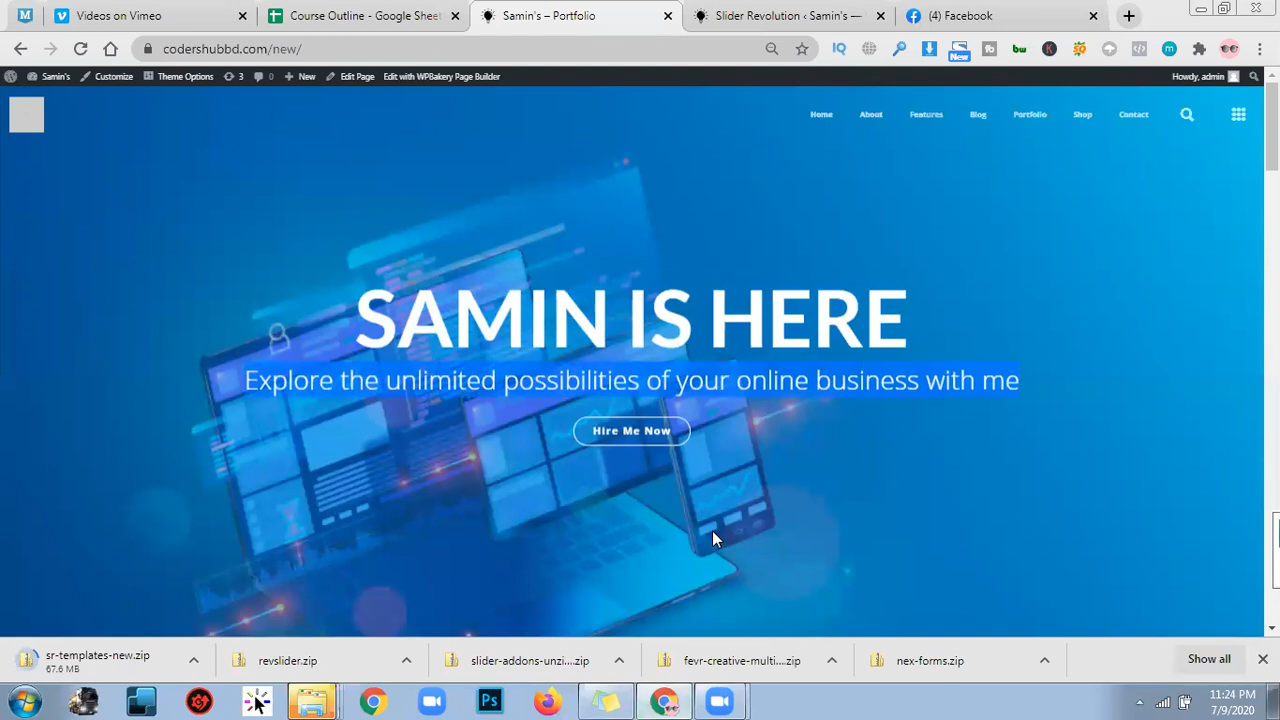 Videos on Vimeo
Course Outline - Google Sheet
Samin's – Portfolio
Slider Revolution ‹ Samin's —
(4) Facebook
codershubbd.com/new/
Samin's
Customize
Theme Options
3
0
New
Edit Page
Edit with WPBakery Page Builder
Howdy, admin
Home
About
Features
Blog
Portfolio
Shop
Contact
SAMIN IS HERE
Explore the unlimited possibilities of your online business with me
Hire Me Now
sr-templates-new.zip
67.6 MB
revslider.zip
slider-addons-unzi....zip
fevr-creative-multi....zip
nex-forms.zip
Show all
11:24 PM
7/9/2020